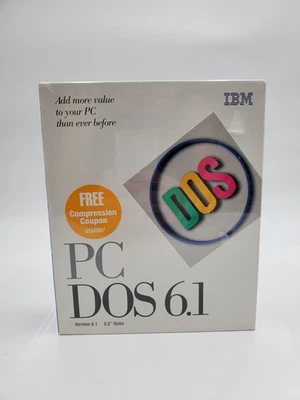 Add more value
to your PC
than ever before
IBM
DOS
FREE
Compression
Coupon
inside!
PC
DOS 6.1
Version 6.1 3.5" Disks